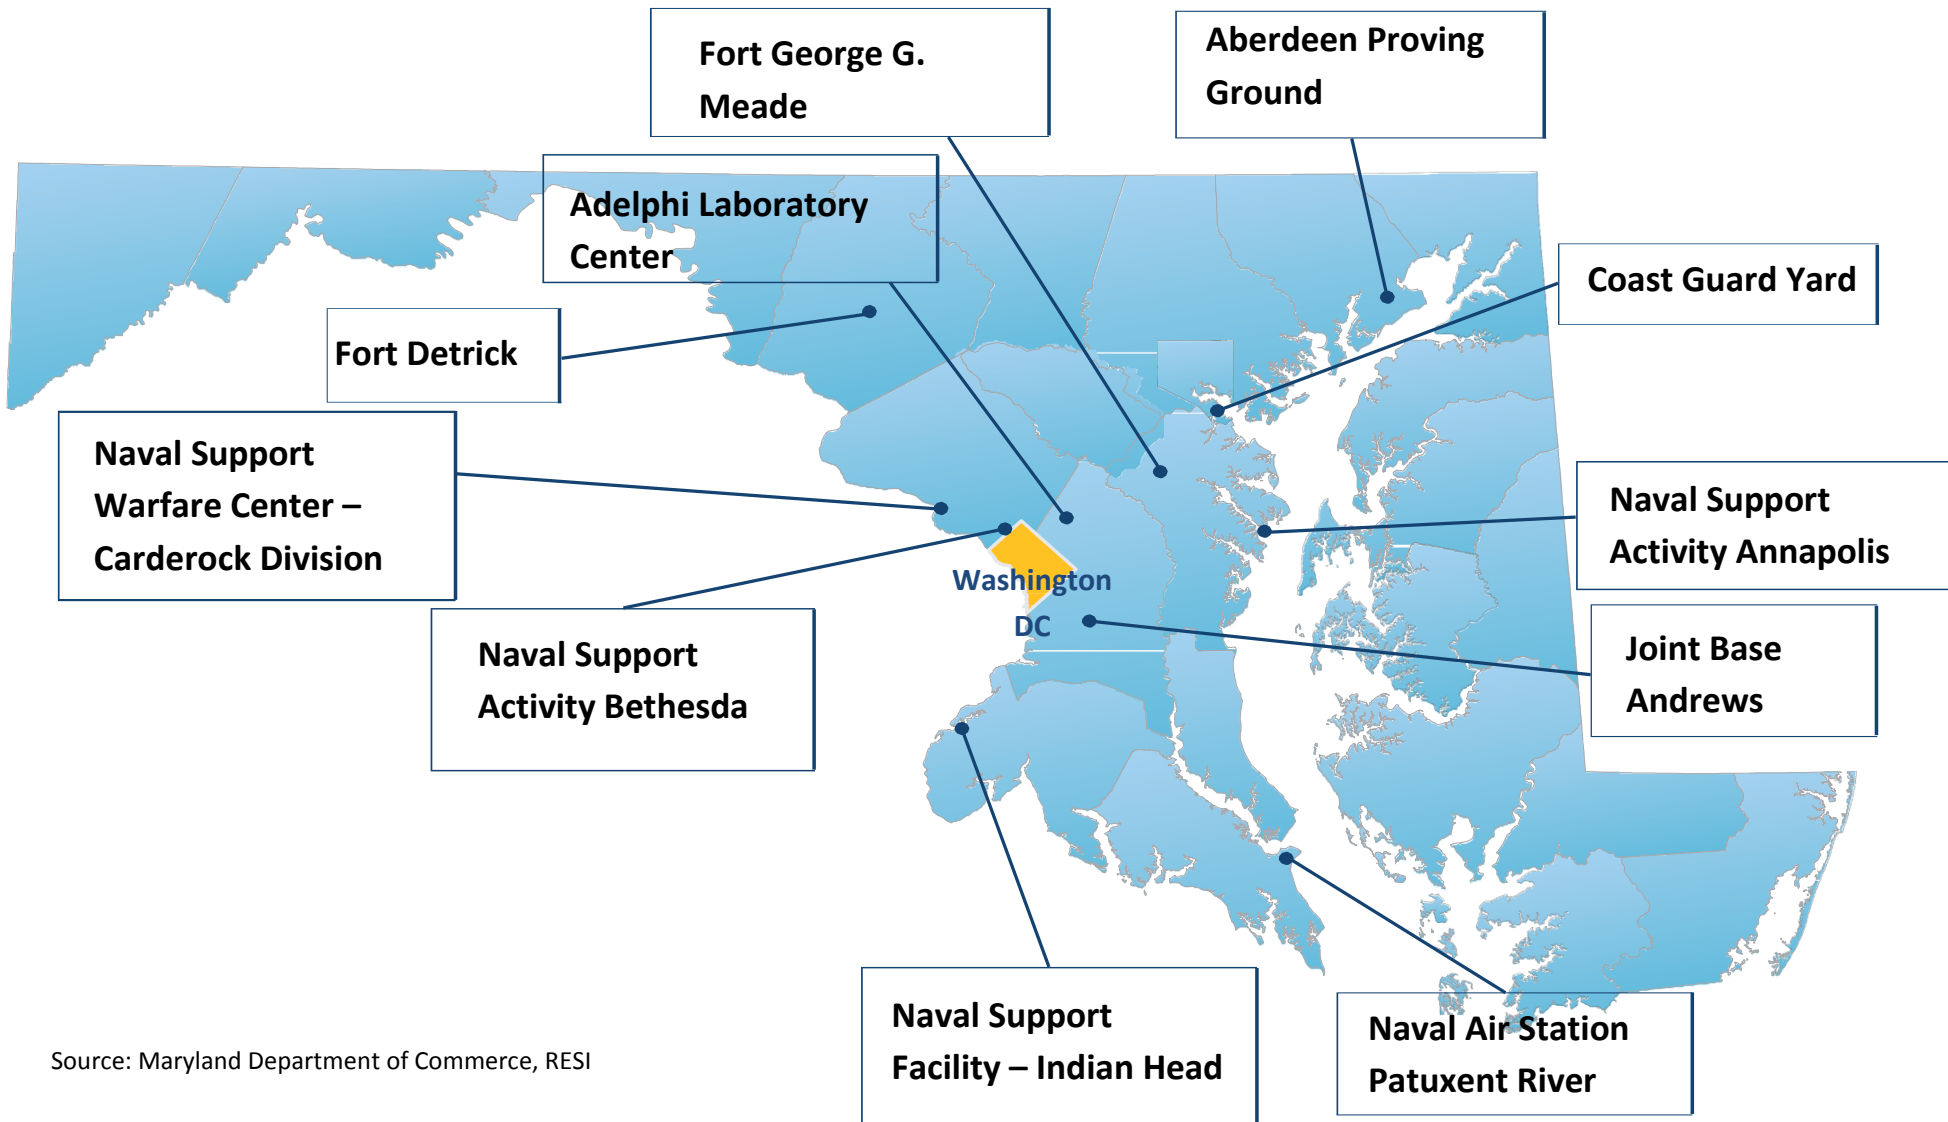 Fort George G.
Meade
Aberdeen Proving
Ground
Adelphi Laboratory
Center
Coast Guard Yard
Fort Detrick
Naval Support
Warfare Center –
Carderock Division
Naval Support
Activity Annapolis
Washington
DC
Naval Support
Activity Bethesda
Joint Base
Andrews
Naval Support
Facility – Indian Head
Naval Air Station
Patuxent River
Source: Maryland Department of Commerce, RESI